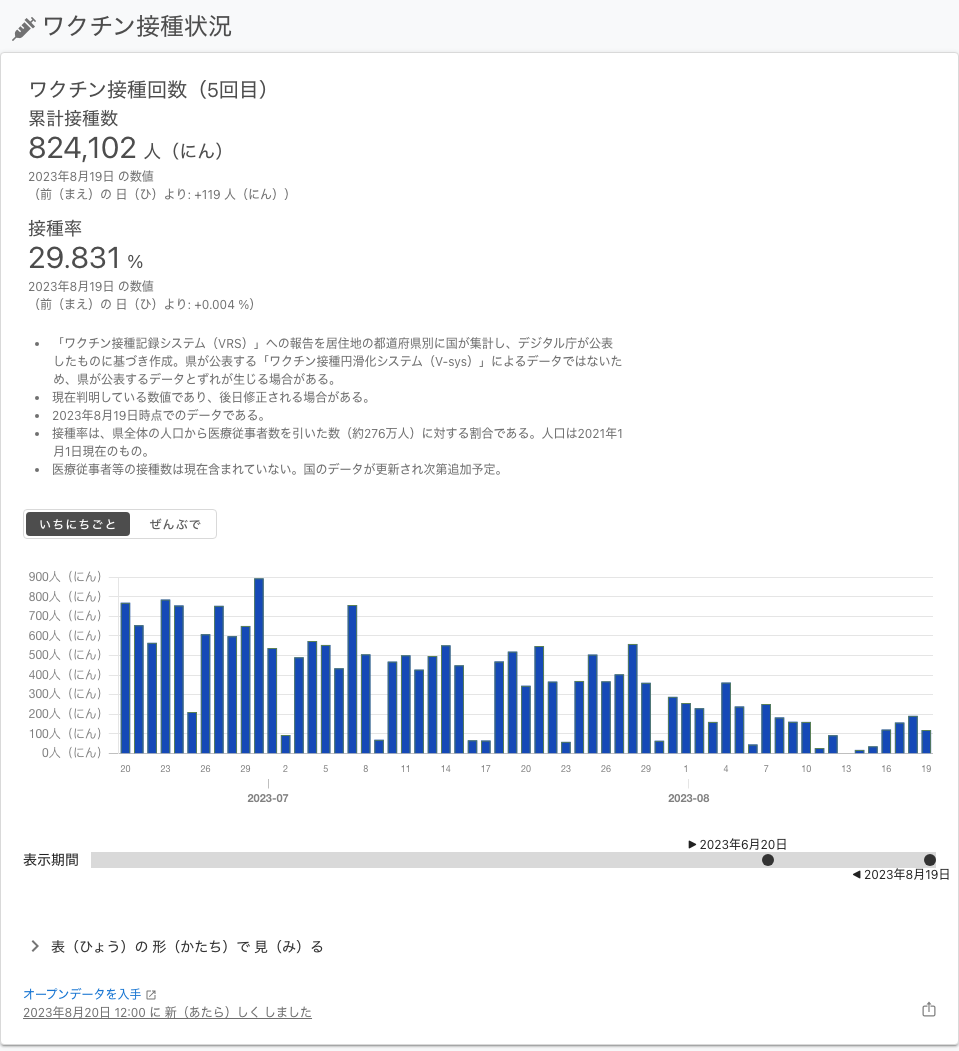 ワクチン接種状況
ワクチン接種回数（5回目）
累計接種数
824,102 人（にん）
2023年8月19日 の数値
（前（まえ）の 日（ひ）より: +119 人（にん））
接種率
29.831 %
2023年8月19日 の数値
（前（まえ）の 日（ひ）より: +0.004 %）
• 「ワクチン接種記録システム（VRS）」への報告を居住地の都道府県別に国が集計し、デジタル庁が公表
したものに基づき作成。県が公表する「ワクチン接種円滑化システム（V-sys）」によるデータではないた
め、県が公表するデータとずれが生じる場合がある。
• 現在判明している数値であり、後日修正される場合がある。
• 2023年8月19日時点でのデータである。
• 接種率は、県全体の人口から医療従事者数を引いた数（約276万人）に対する割合である。人口は2021年1
月1日現在のもの。
• 医療従事者等の接種数は現在含まれていない。国のデータが更新され次第追加予定。
いちにちごと ぜんぶで
900人（にん）
800人（にん）
700人（にん）
600人（にん）
500人（にん）
400人（にん）
300人（にん）
200人（にん）
100人（にん）
0人（にん）
20 23 26 29 2 5 8 11 14 17 20 23 26 29 1 4 7 10 13 16 19
2023-07 2023-08
▶ 2023年6月20日
表示期間
◀ 2023年8月19日
表（ひょう）の 形（かたち）で 見（み）る
オープンデータを入手
2023年8月20日 12:00 に 新（あたら）しく しました